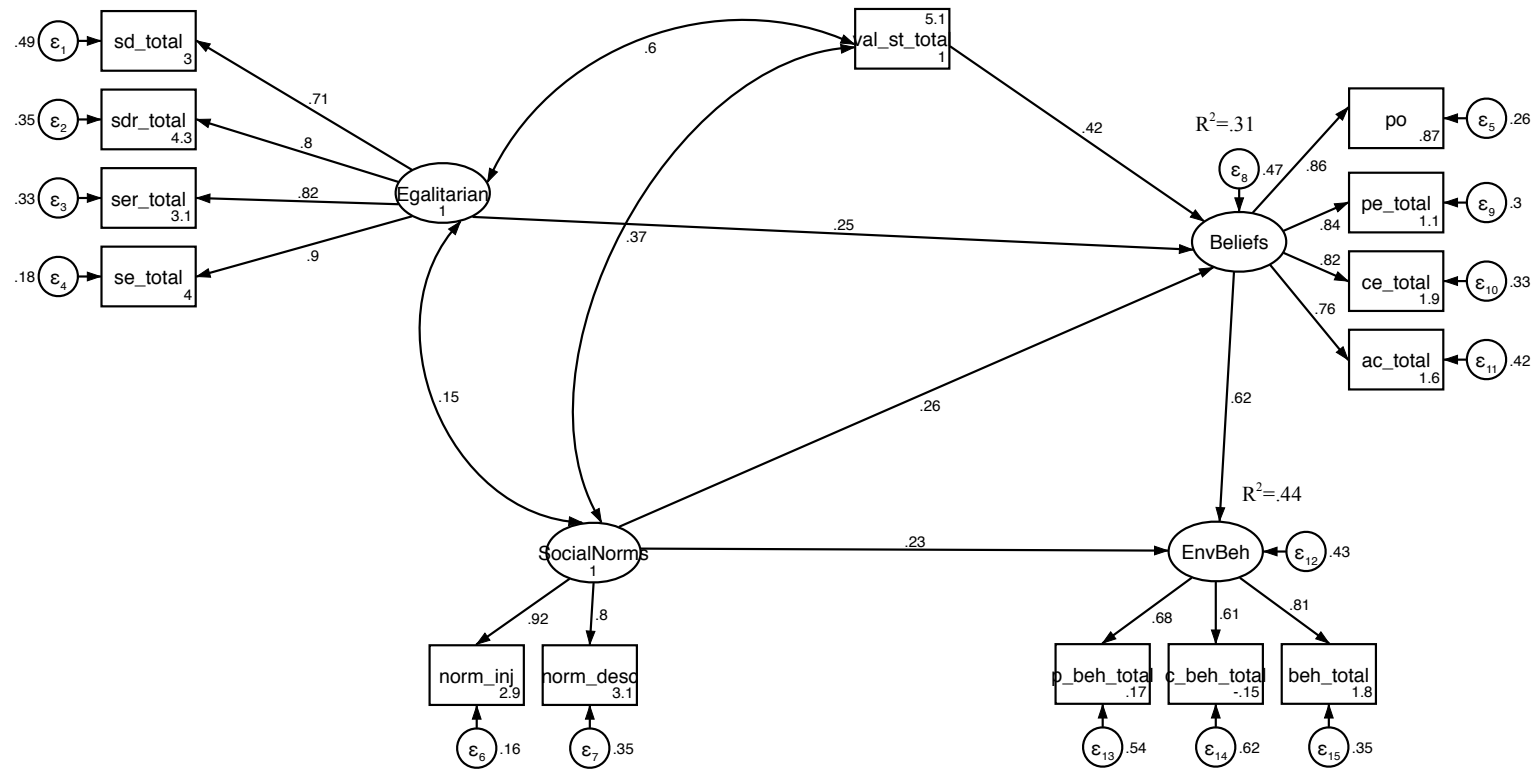 5.1
val_st_tota
1
.49 ε1 sd_total
3
.6
.71
.35 ε2 sdr_total
4.3
.8
.42
R²=.31
po
.87
ε5 .26
ε8 .47
.86
.33 ε3 ser_total
3.1
.82
Egalitarian
1
pe_total
1.1
ε9 .3
.84
.25
.37
Beliefs
.18 ε4 se_total
4
.9
.82
ce_total
1.9
ε10 .33
.76
ac_total
1.6
ε11 .42
.15
.26
.62
R²=.44
SocialNorms
1
.23
EnvBeh
ε12 .43
.92
.8
.68
.61
.81
norm_inj
2.9
norm_desc
3.1
p_beh_total
.17
c_beh_total
-.15
beh_total
1.8
ε6 .16
ε7 .35
ε13 .54
ε14 .62
ε15 .35